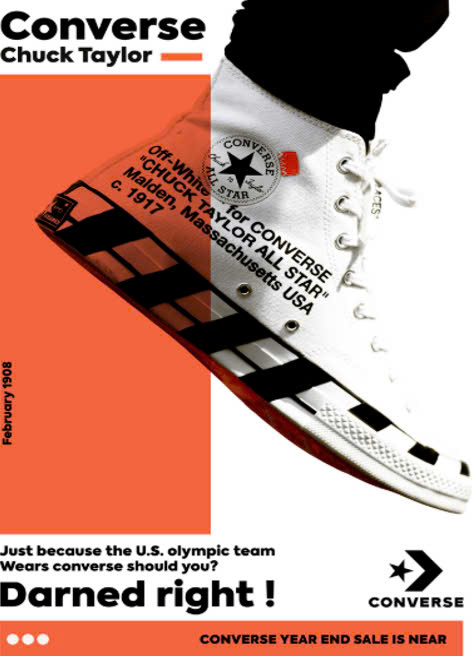 Converse
Chuck Taylor
CONVERSE
Chuck Taylor
ALL STAR
Off-White for CONVERSE
"CHUCK TAYLOR ALL STAR"
Malden, Massachusetts USA
c. 1917
February 1908
Just because the U.S. olympic team
Wears converse should you?
Darned right !
CONVERSE
CONVERSE YEAR END SALE IS NEAR